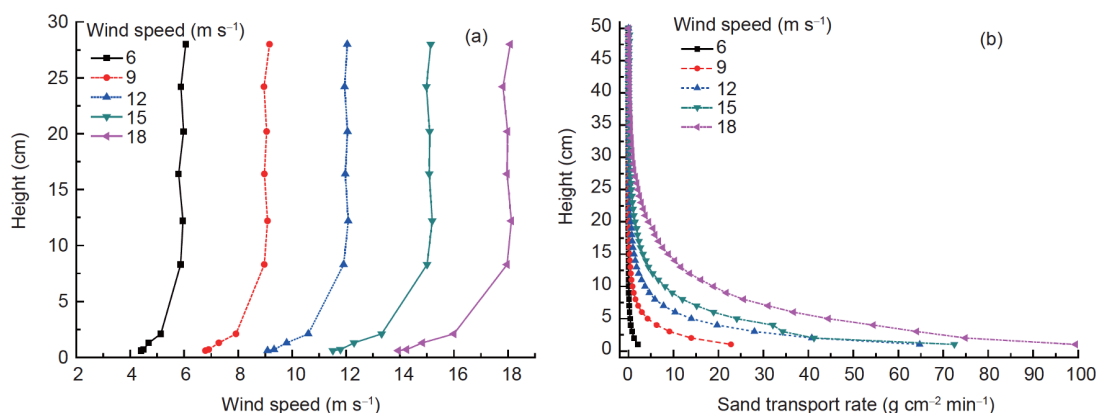 Wind speed (m s⁻¹)
6
9
12
15
18
(a)
30
25
20
15
10
5
0
Height (cm)
2 4 6 8 10 12 14 16 18
Wind speed (m s⁻¹)
Wind speed (m s⁻¹)
6
9
12
15
18
(b)
50
45
40
35
30
25
20
15
10
5
0
Height (cm)
0 10 20 30 40 50 60 70 80 90 100
Sand transport rate (g cm⁻² min⁻¹)